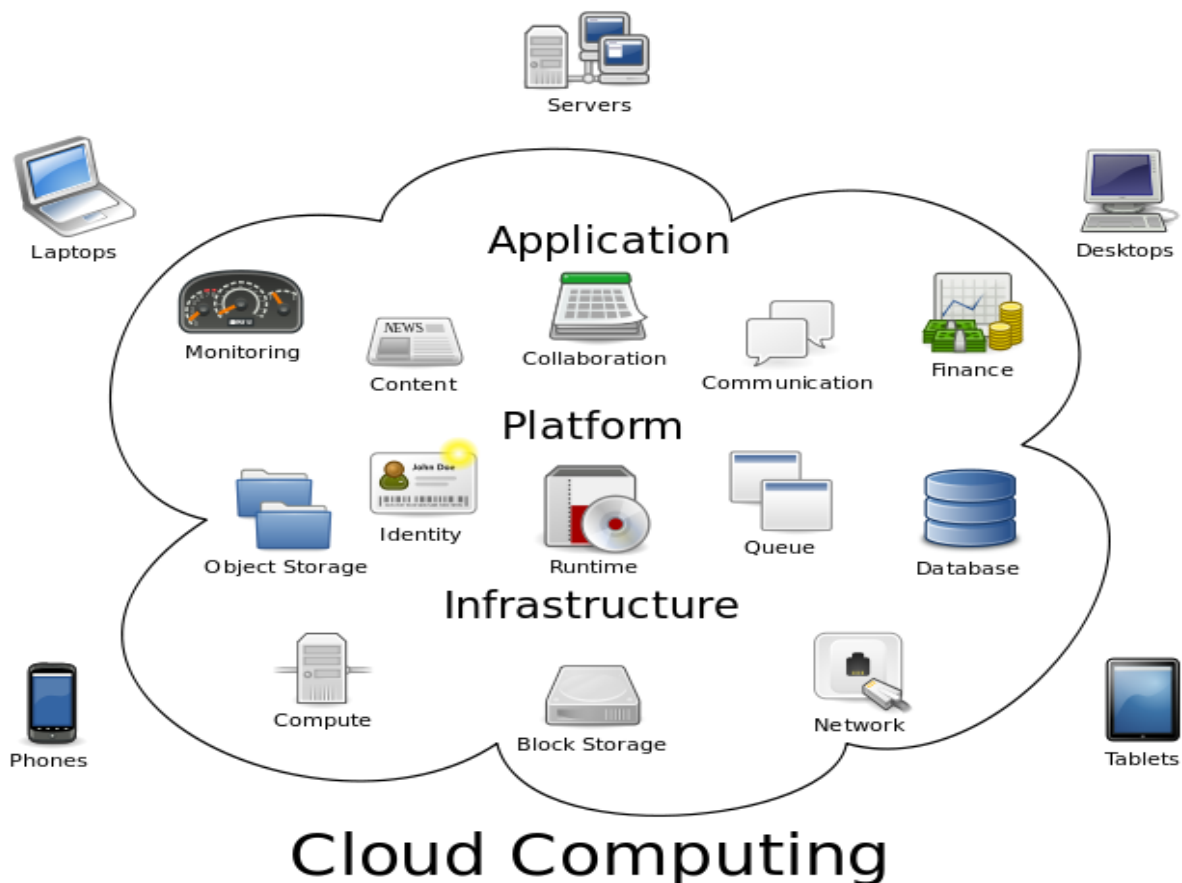 Servers
Laptops
Desktops
Application
Monitoring
NEWS
Content
Collaboration
Communication
Finance
Platform
Object Storage
John Doe
Identity
Runtime
Queue
Database
Infrastructure
Compute
Block Storage
Network
Phones
Tablets
Cloud Computing